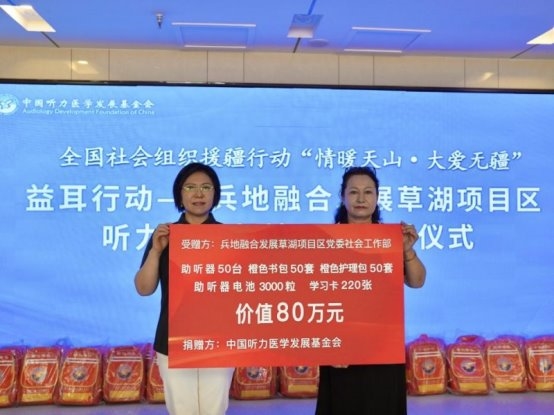 中国听力医学发展基金会
Audiology Development Foundation of China
全国社会组织援疆行动“情暖天山·大爱无疆”
益耳行动—兵地融合发展草湖项目区
听力 仪式
受赠方：兵地融合发展草湖项目区党委社会工作部
助听器50台 橙色书包50套 橙色护理包50套
助听器电池3000粒 学习卡220张
价值80万元
捐赠方：中国听力医学发展基金会